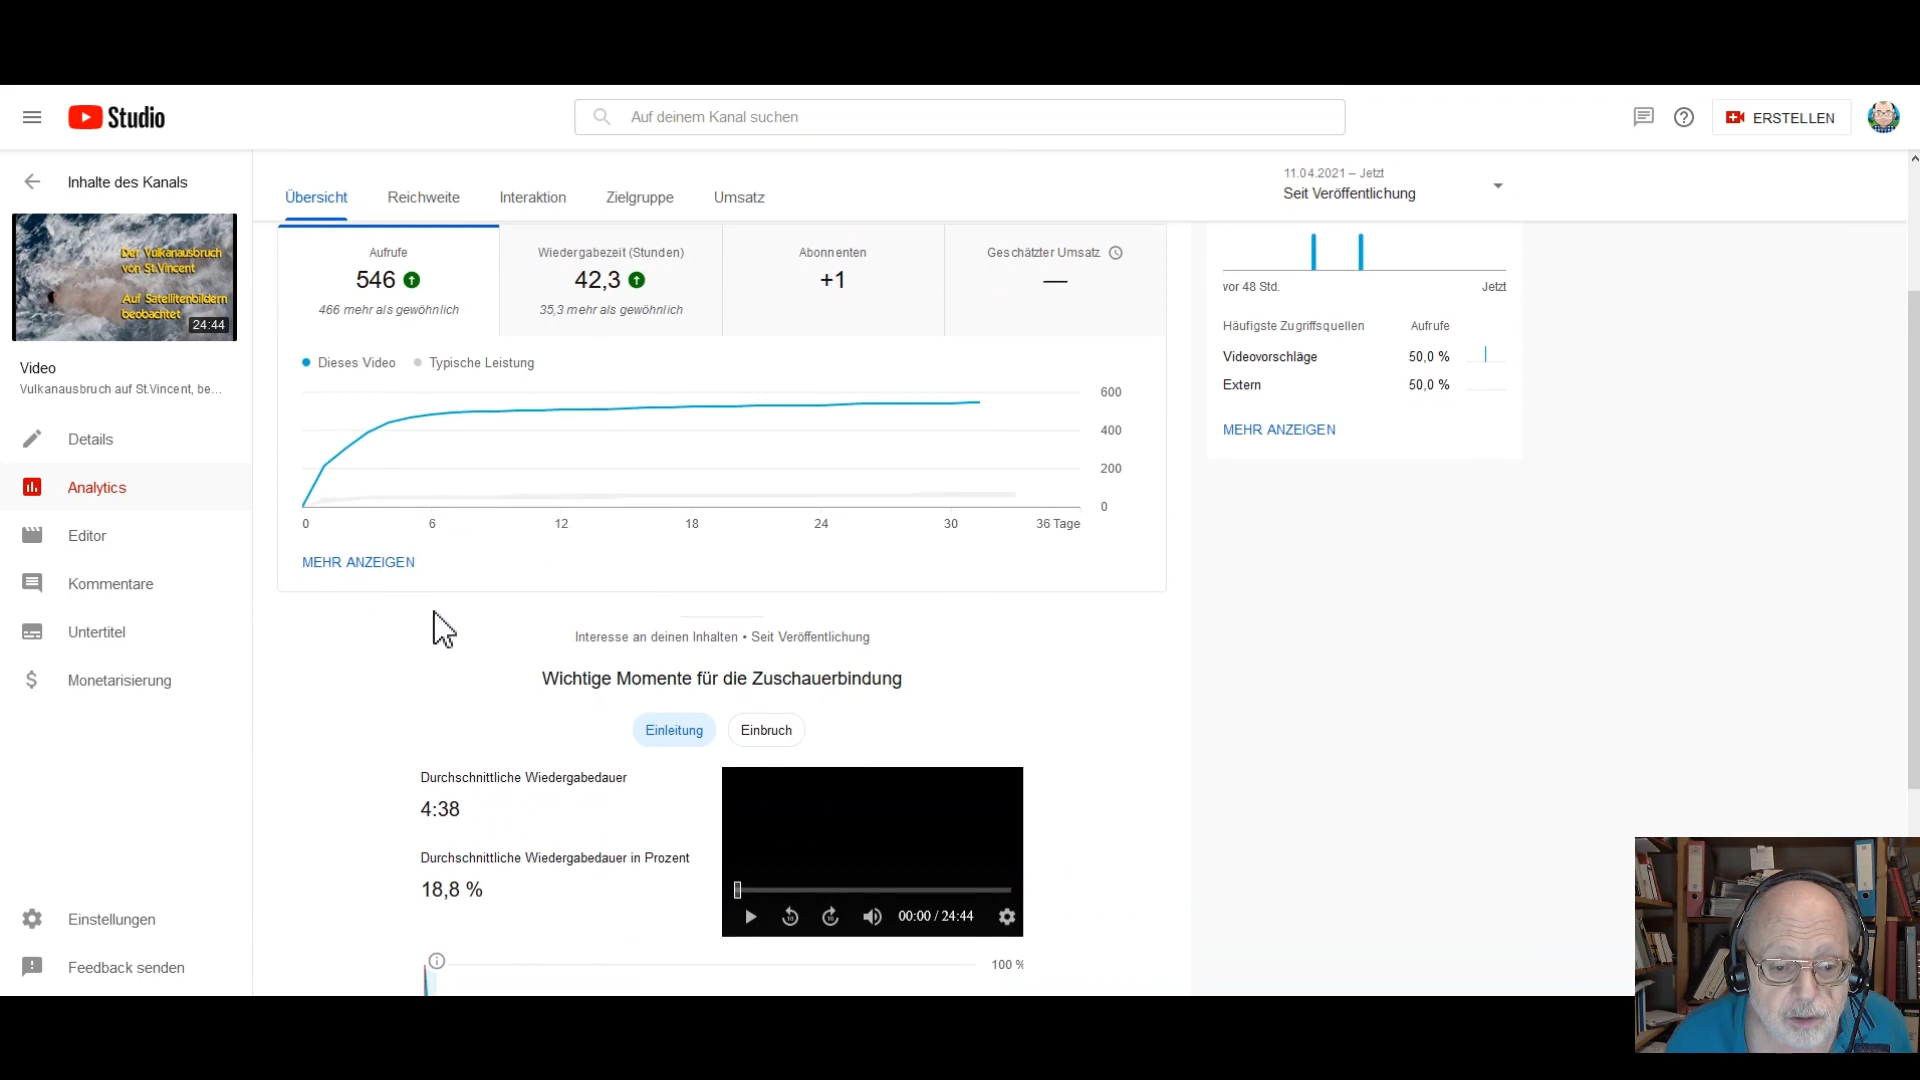 Studio
Auf deinem Kanal suchen
ERSTELLEN
Inhalte des Kanals
Der Vulkanausbruch
von St.Vincent
Auf Satellitenbildern
beobachtet
24:44
Video
Vulkanausbruch auf St.Vincent, be...
Details
Analytics
Editor
Kommentare
Untertitel
Monetarisierung
Einstellungen
Feedback senden
Übersicht
Reichweite
Interaktion
Zielgruppe
Umsatz
11.04.2021 – Jetzt
Seit Veröffentlichung
Aufrufe
546
466 mehr als gewöhnlich
Wiedergabezeit (Stunden)
42,3
35,3 mehr als gewöhnlich
Abonnenten
+1
Geschätzter Umsatz
—
Dieses Video
Typische Leistung
600
400
200
0
0 6 12 18 24 30 36 Tage
MEHR ANZEIGEN
vor 48 Std. Jetzt
Häufigste Zugriffsquellen Aufrufe
Videovorschläge 50,0 %
Extern 50,0 %
MEHR ANZEIGEN
Interesse an deinen Inhalten • Seit Veröffentlichung
Wichtige Momente für die Zuschauerbindung
Einleitung
Einbruch
Durchschnittliche Wiedergabedauer
4:38
Durchschnittliche Wiedergabedauer in Prozent
18,8 %
00:00 / 24:44
100 %